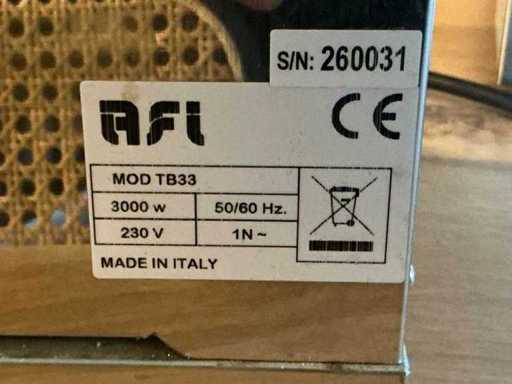 S/N: 260031
AFI
CE
MOD TB33
3000 w 50/60 Hz.
230 V 1N ~
MADE IN ITALY